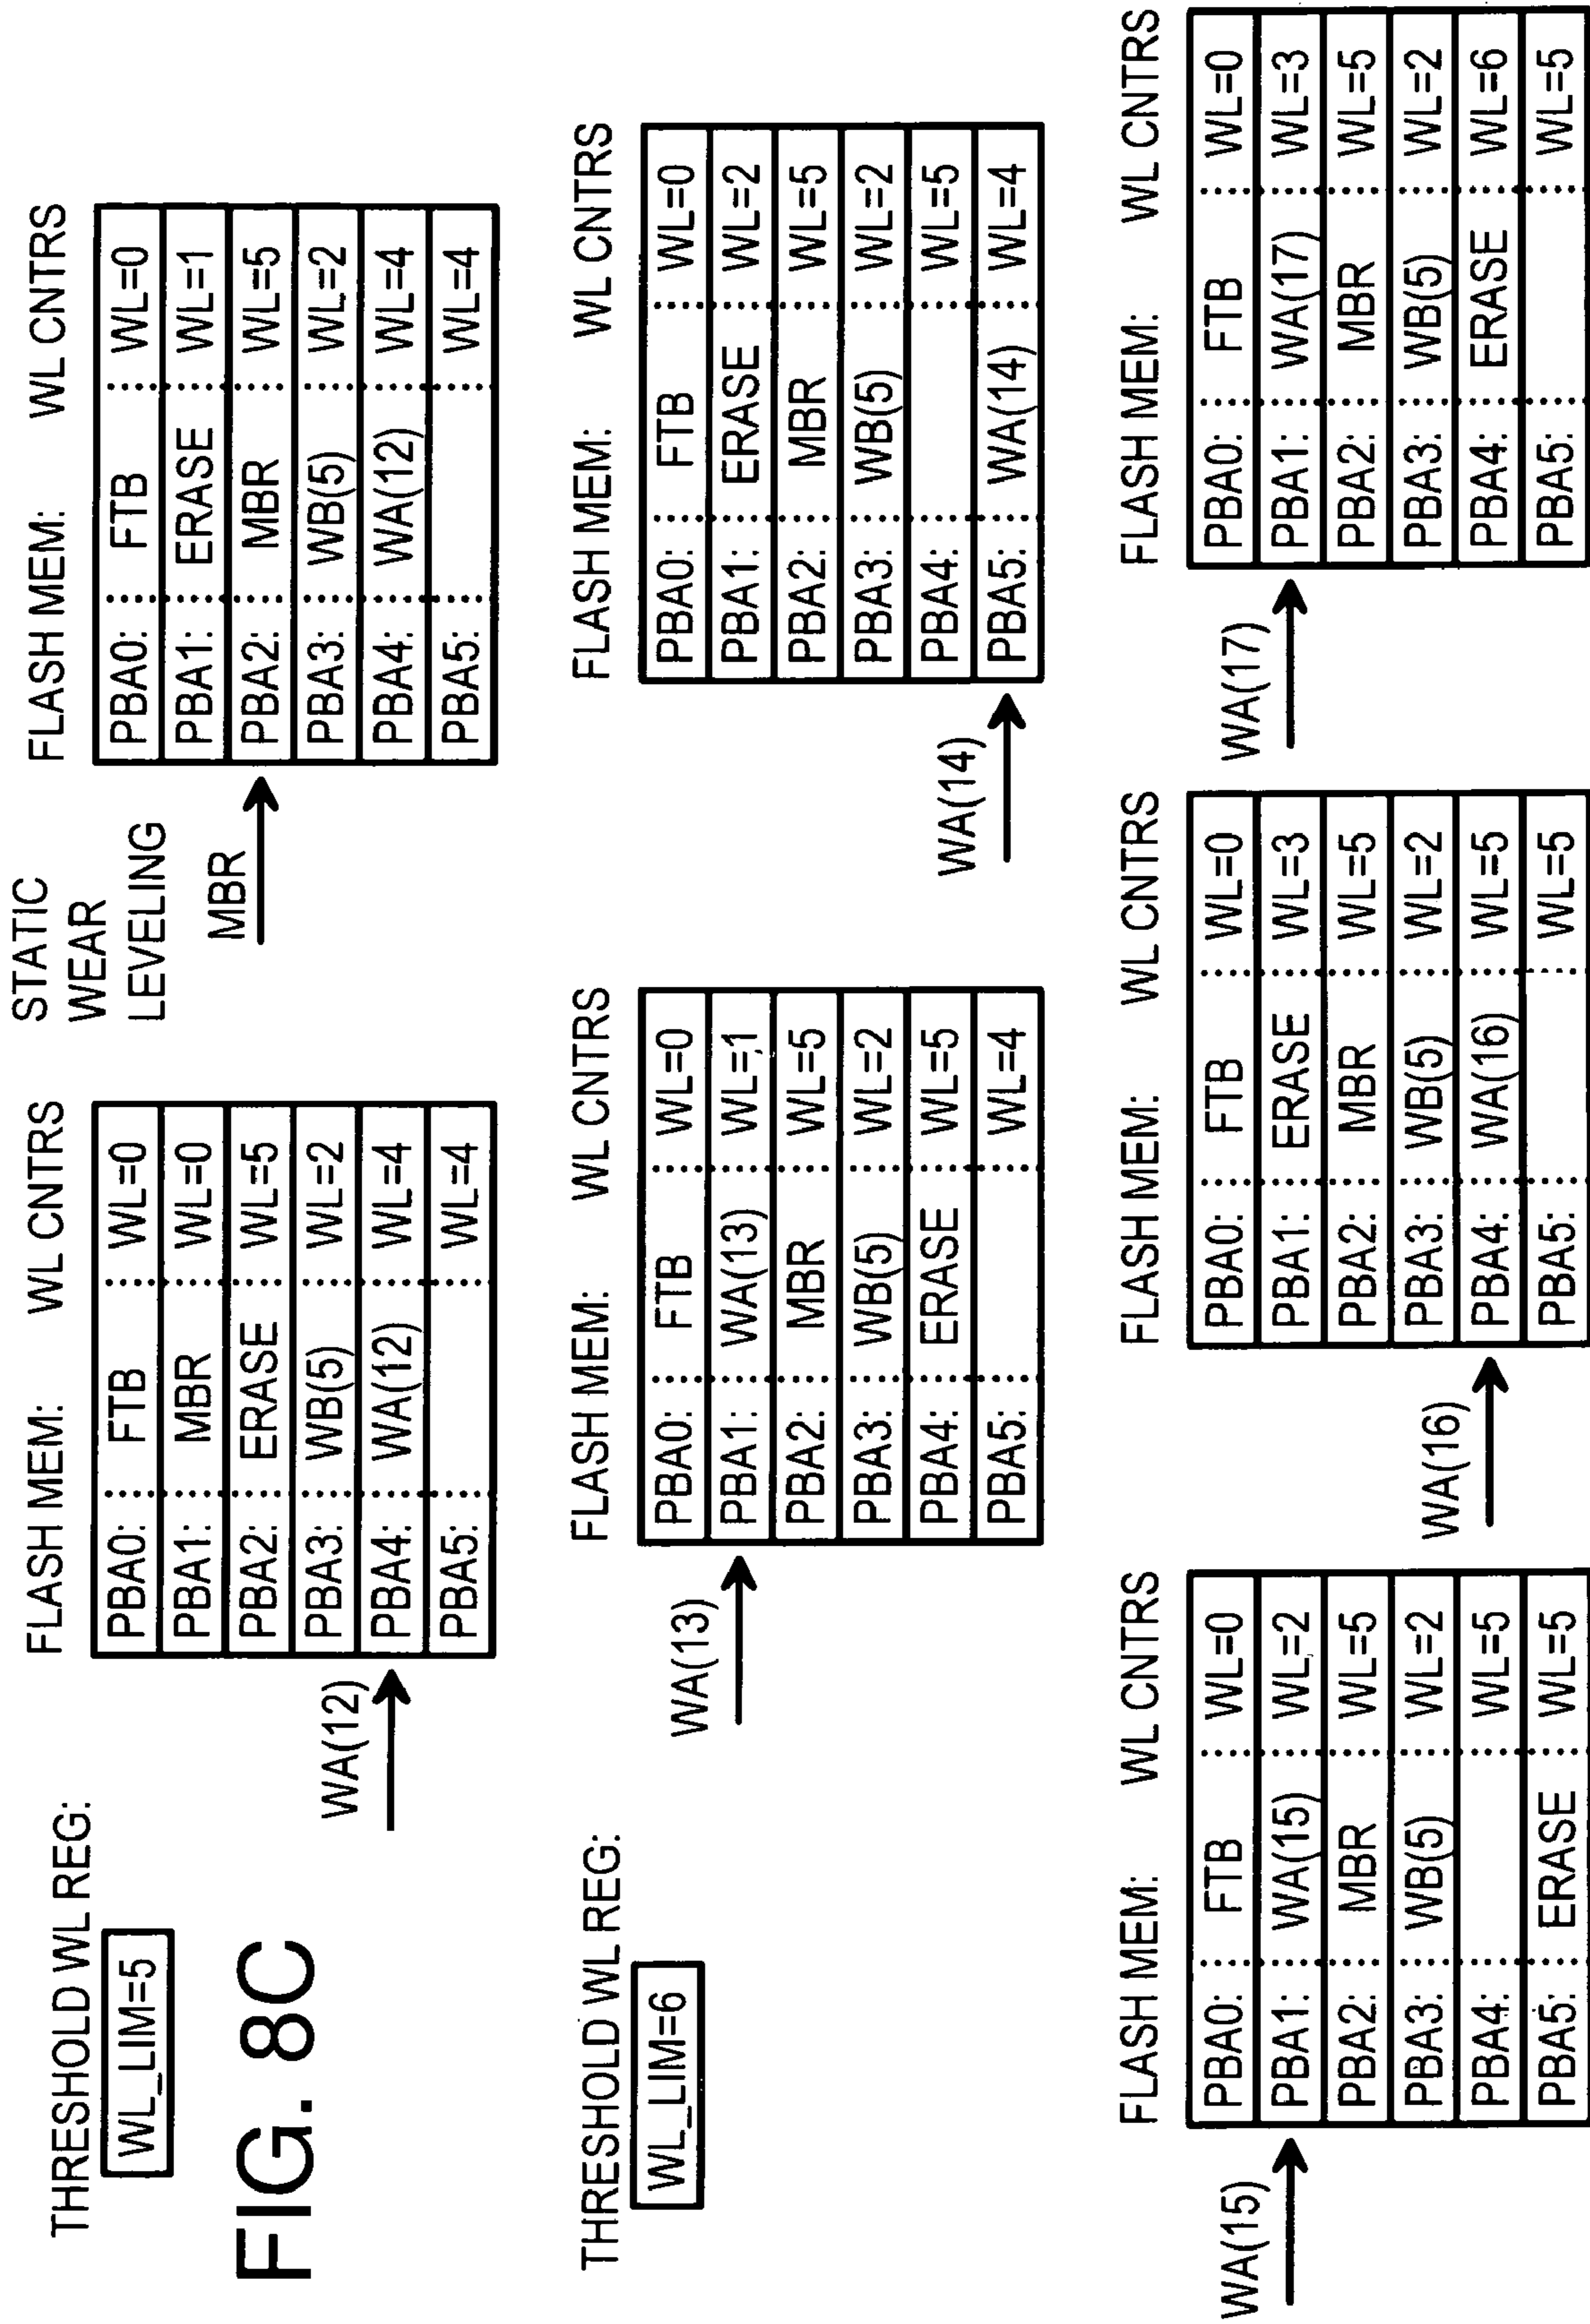 THRESHOLD WL REG:
WL_LIM=5
FIG. 8C
WA(12)
FLASH MEM: WL CNTRS
PBA0: FTB WL=0
PBA1: MBR WL=0
PBA2: ERASE WL=5
PBA3: WB(5) WL=2
PBA4: WA(12) WL=4
PBA5: WL=4
STATIC
WEAR
LEVELING
MBR
FLASH MEM: WL CNTRS
PBA0: FTB WL=0
PBA1: ERASE WL=1
PBA2: MBR WL=5
PBA3: WB(5) WL=2
PBA4: WA(12) WL=4
PBA5: WL=4
THRESHOLD WL REG:
WL_LIM=6
WA(13)
FLASH MEM: WL CNTRS
PBA0: FTB WL=0
PBA1: WA(13) WL=1
PBA2: MBR WL=5
PBA3: WB(5) WL=2
PBA4: ERASE WL=5
PBA5: WL=4
WA(14)
FLASH MEM: WL CNTRS
PBA0: FTB WL=0
PBA1: ERASE WL=2
PBA2: MBR WL=5
PBA3: WB(5) WL=2
PBA4: WL=5
PBA5: WA(14) WL=4
WA(15)
FLASH MEM: WL CNTRS
PBA0: FTB WL=0
PBA1: WA(15) WL=2
PBA2: MBR WL=5
PBA3: WB(5) WL=2
PBA4: WL=5
PBA5: ERASE WL=5
WA(16)
FLASH MEM: WL CNTRS
PBA0: FTB WL=0
PBA1: ERASE WL=3
PBA2: MBR WL=5
PBA3: WB(5) WL=2
PBA4: WA(16) WL=5
PBA5: WL=5
WA(17)
FLASH MEM: WL CNTRS
PBA0: FTB WL=0
PBA1: WA(17) WL=3
PBA2: MBR WL=5
PBA3: WB(5) WL=2
PBA4: ERASE WL=6
PBA5: WL=5